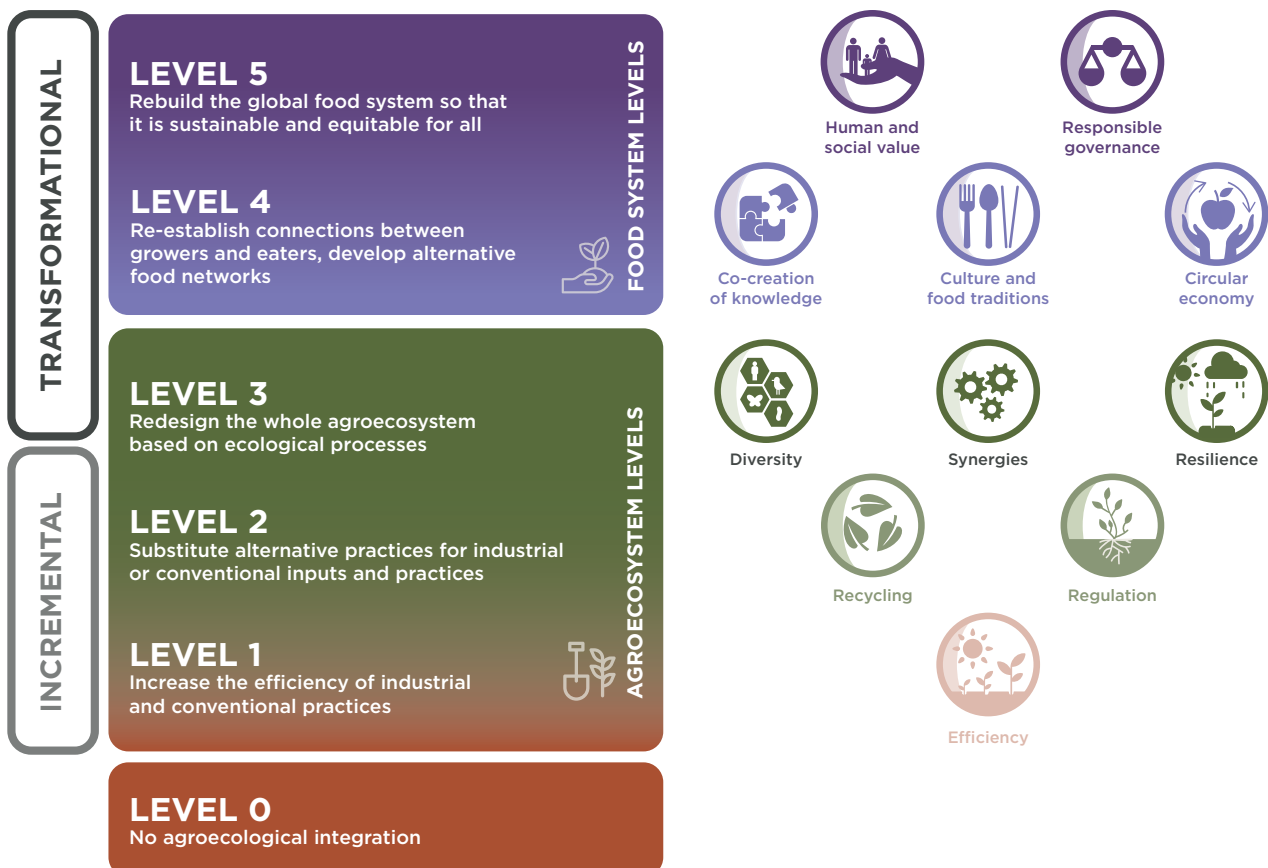 TRANSFORMATIONAL
INCREMENTAL
LEVEL 5
Rebuild the global food system so that
it is sustainable and equitable for all
LEVEL 4
Re-establish connections between
growers and eaters, develop alternative
food networks
FOOD SYSTEM LEVELS
LEVEL 3
Redesign the whole agroecosystem
based on ecological processes
LEVEL 2
Substitute alternative practices for industrial
or conventional inputs and practices
LEVEL 1
Increase the efficiency of industrial
and conventional practices
AGROECOSYSTEM LEVELS
LEVEL 0
No agroecological integration
Human and
social value
Responsible
governance
Co-creation
of knowledge
Culture and
food traditions
Circular
economy
Diversity
Synergies
Resilience
Recycling
Regulation
Efficiency